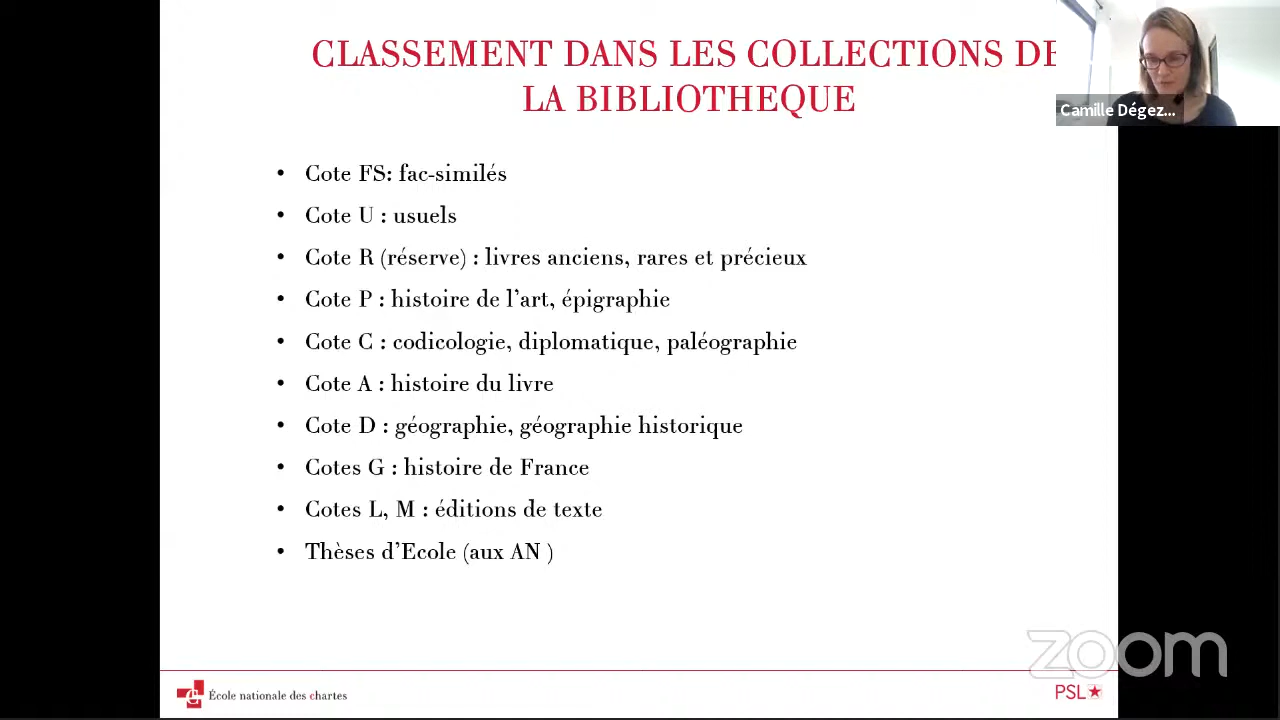 CLASSEMENT DANS LES COLLECTIONS DE
LA BIBLIOTHEQUE
Camille Dégez...
• Cote FS: fac-similés
• Cote U : usuels
• Cote R (réserve) : livres anciens, rares et précieux
• Cote P : histoire de l’art, épigraphie
• Cote C : codicologie, diplomatique, paléographie
• Cote A : histoire du livre
• Cote D : géographie, géographie historique
• Cotes G : histoire de France
• Cotes L, M : éditions de texte
• Thèses d’Ecole (aux AN )
zoom
École nationale des chartes
PSL